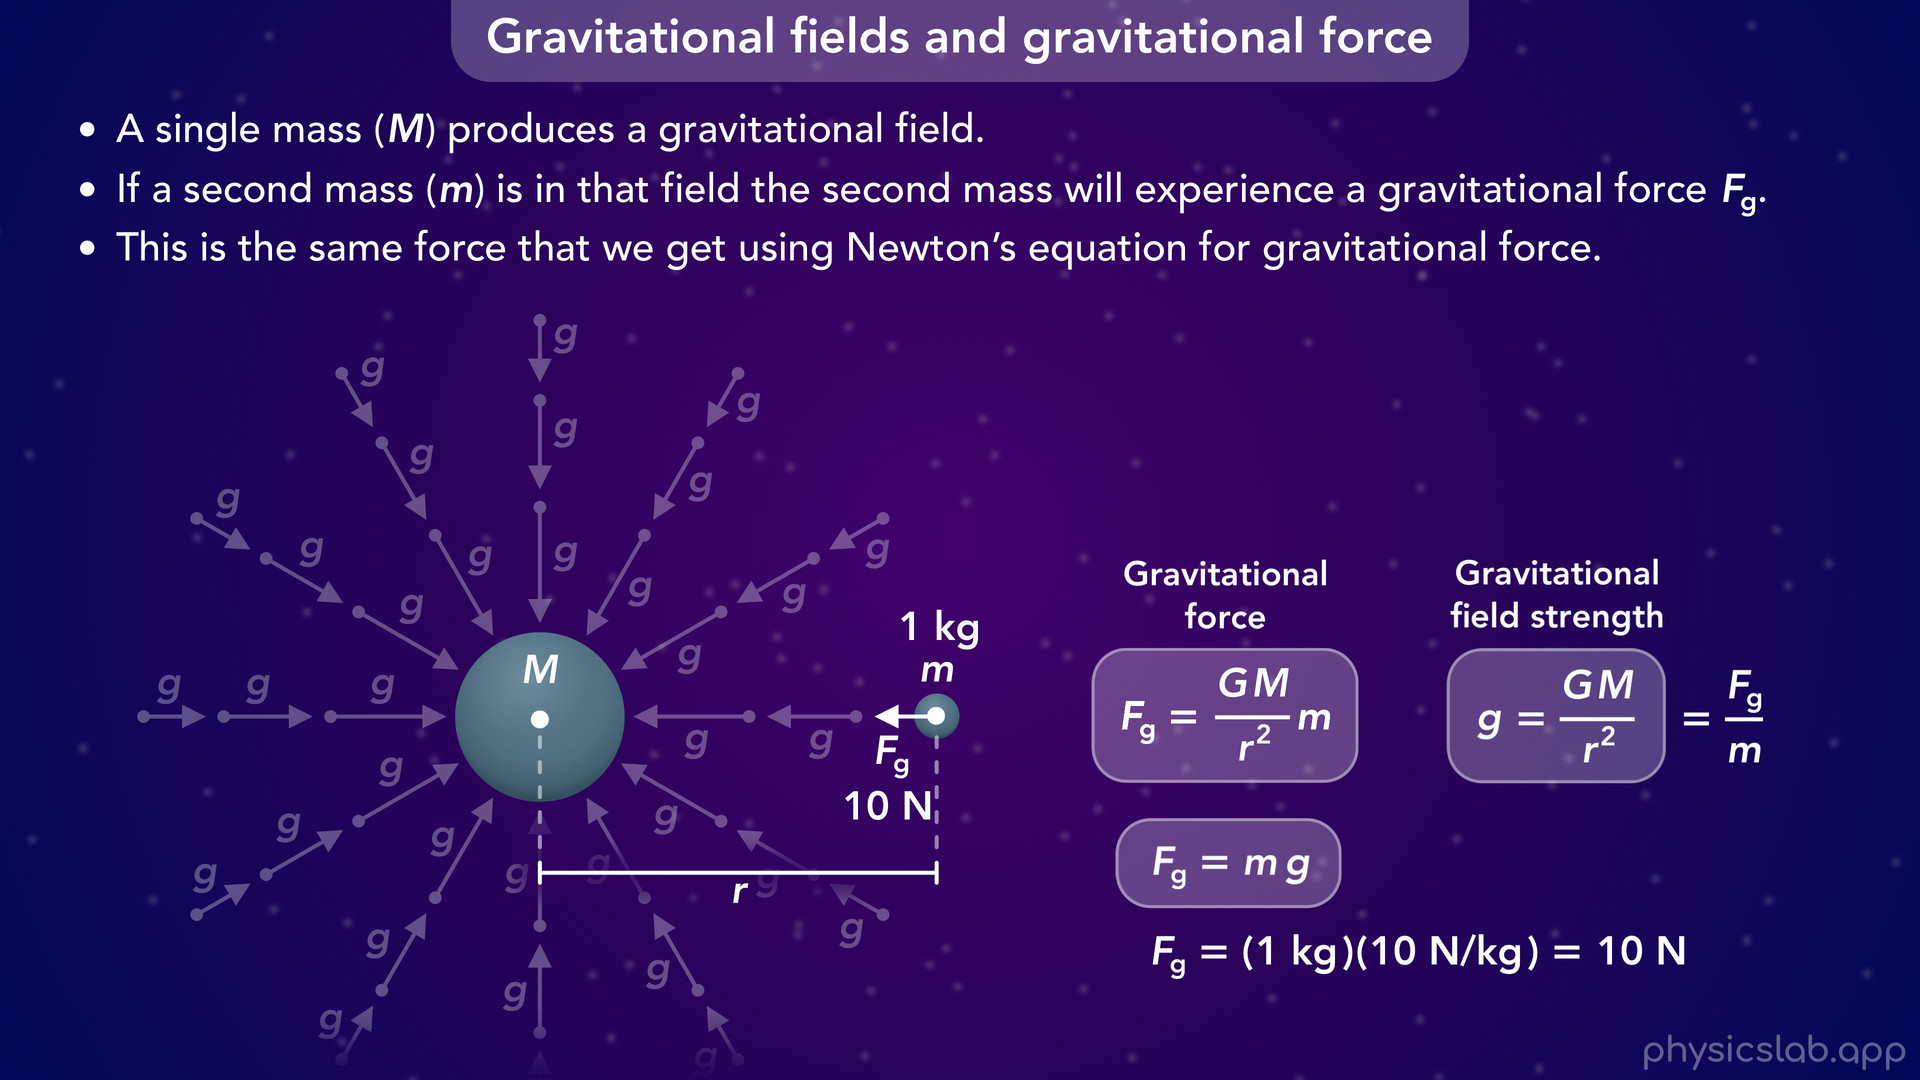 Gravitational fields and gravitational force
• A single mass (M) produces a gravitational field.
• If a second mass (m) is in that field the second mass will experience a gravitational force Fg.
• This is the same force that we get using Newton’s equation for gravitational force.
g
g g
g
g g
g g
g g g
g g
g
g g
1 kg
M m
g g g
g g
Fg
10 N
g g
g g
g g g
g r g
g g
g g
g g
Gravitational force
Fg = GM/r² m
Gravitational field strength
g = GM/r² = Fg/m
Fg = m g
Fg = (1 kg)(10 N/kg) = 10 N
physicslab.app